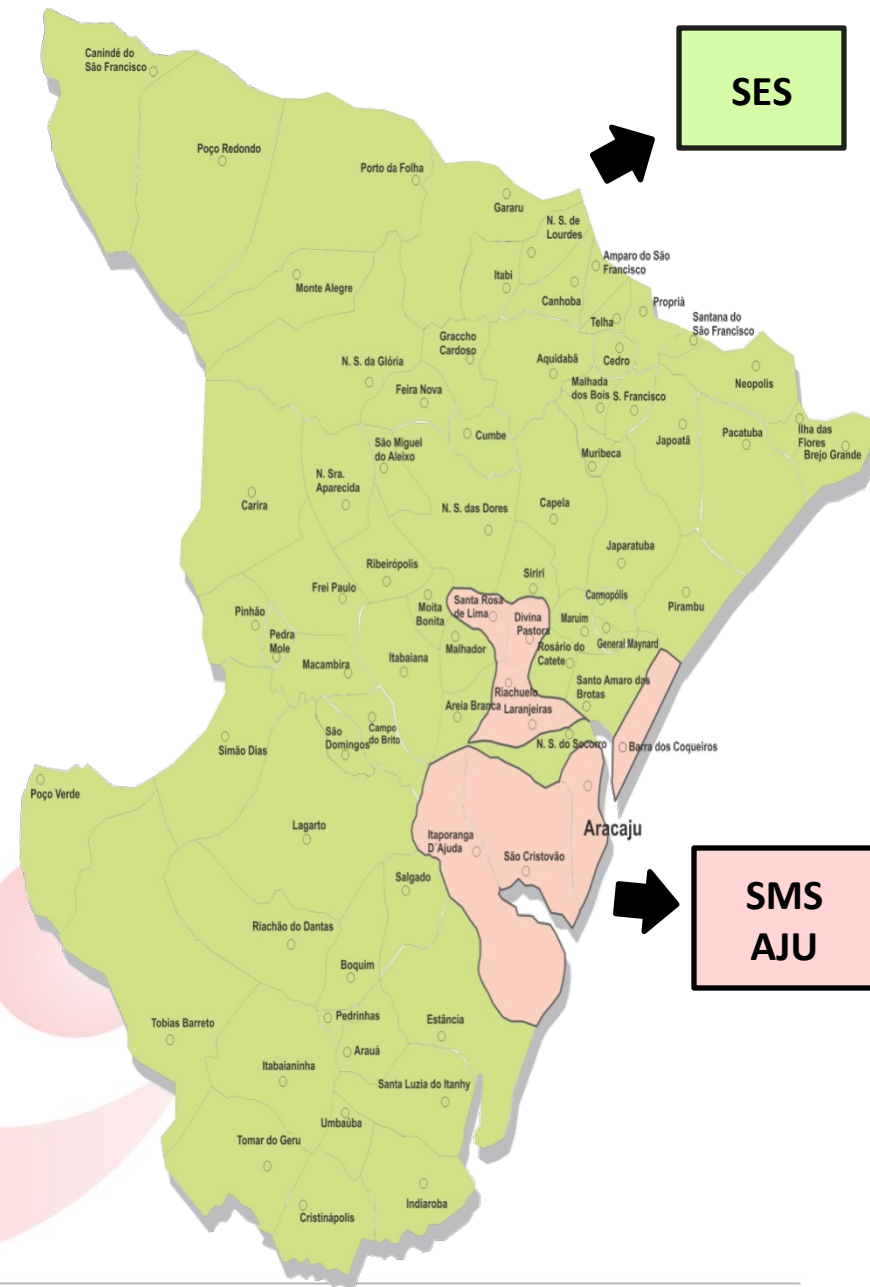 SES
Canindé do
São Francisco
Poço Redondo
Porto da Folha
Gararu
N. S. de
Lourdes
Amparo do São
Francisco
Itabi
Monte Alegre
Canhoba
Propriá
Telha
Santana do
São Francisco
Graccho
Cardoso
N. S. da Glória
Aquidabã
Cedro
Neopolis
Feira Nova
Malhada
dos Bois
S. Francisco
Cumbe
São Miguel
do Aleixo
Japoatã
Pacatuba
Ilha das
Flores
Brejo Grande
Muribeca
N. Sra.
Aparecida
Carira
N. S. das Dores
Capela
Japaratuba
Ribeirópolis
Siriri
Frei Paulo
Carmopólis
Pirambu
Pinhão
Moita
Bonita
Santa Rosa
de Lima
Divina
Pastora
Maruim
General Maynard
Pedra
Mole
Malhador
Rosário do
Catete
Macambira
Itabaiana
Santo Amaro das
Brotas
Riachuelo
Areia Branca
Laranjeiras
São
Domingos
Campo
do Brito
Simão Dias
N. S. do Socorro
Barra dos Coqueiros
Poço Verde
Lagarto
Aracaju
Itaporanga
D´Ajuda
São Cristovão
Salgado
SMS
AJU
Riachão do Dantas
Boquim
Pedrinhas
Estância
Tobias Barreto
Arauá
Itabaianinha
Santa Luzia do Itanhy
Umbaúba
Tomar do Geru
Indiaroba
Cristinápolis